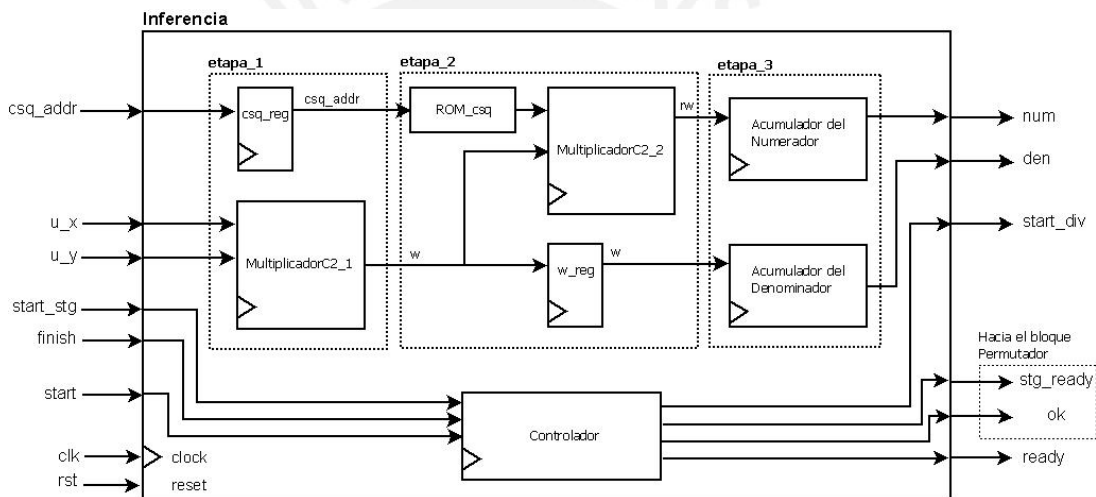 Inferencia
etapa_1
etapa_2
etapa_3
csq_addr
csq_reg
csq_addr
ROM_csq
MultiplicadorC2_2
rw
Acumulador del
Numerador
num
den
u_x
u_y
MultiplicadorC2_1
w
w_reg
w
Acumulador del
Denominador
start_div
start_stg
finish
start
Controlador
Hacia el bloque
Permutador
stg_ready
ok
ready
clk
clock
rst
reset